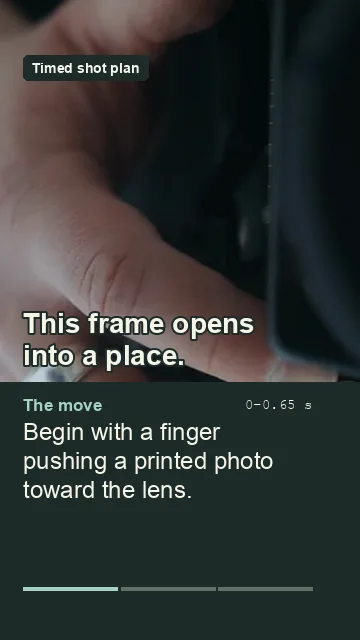 Timed shot plan
This frame opens
into a place.
The move
0–0.65 s
Begin with a finger
pushing a printed photo
toward the lens.